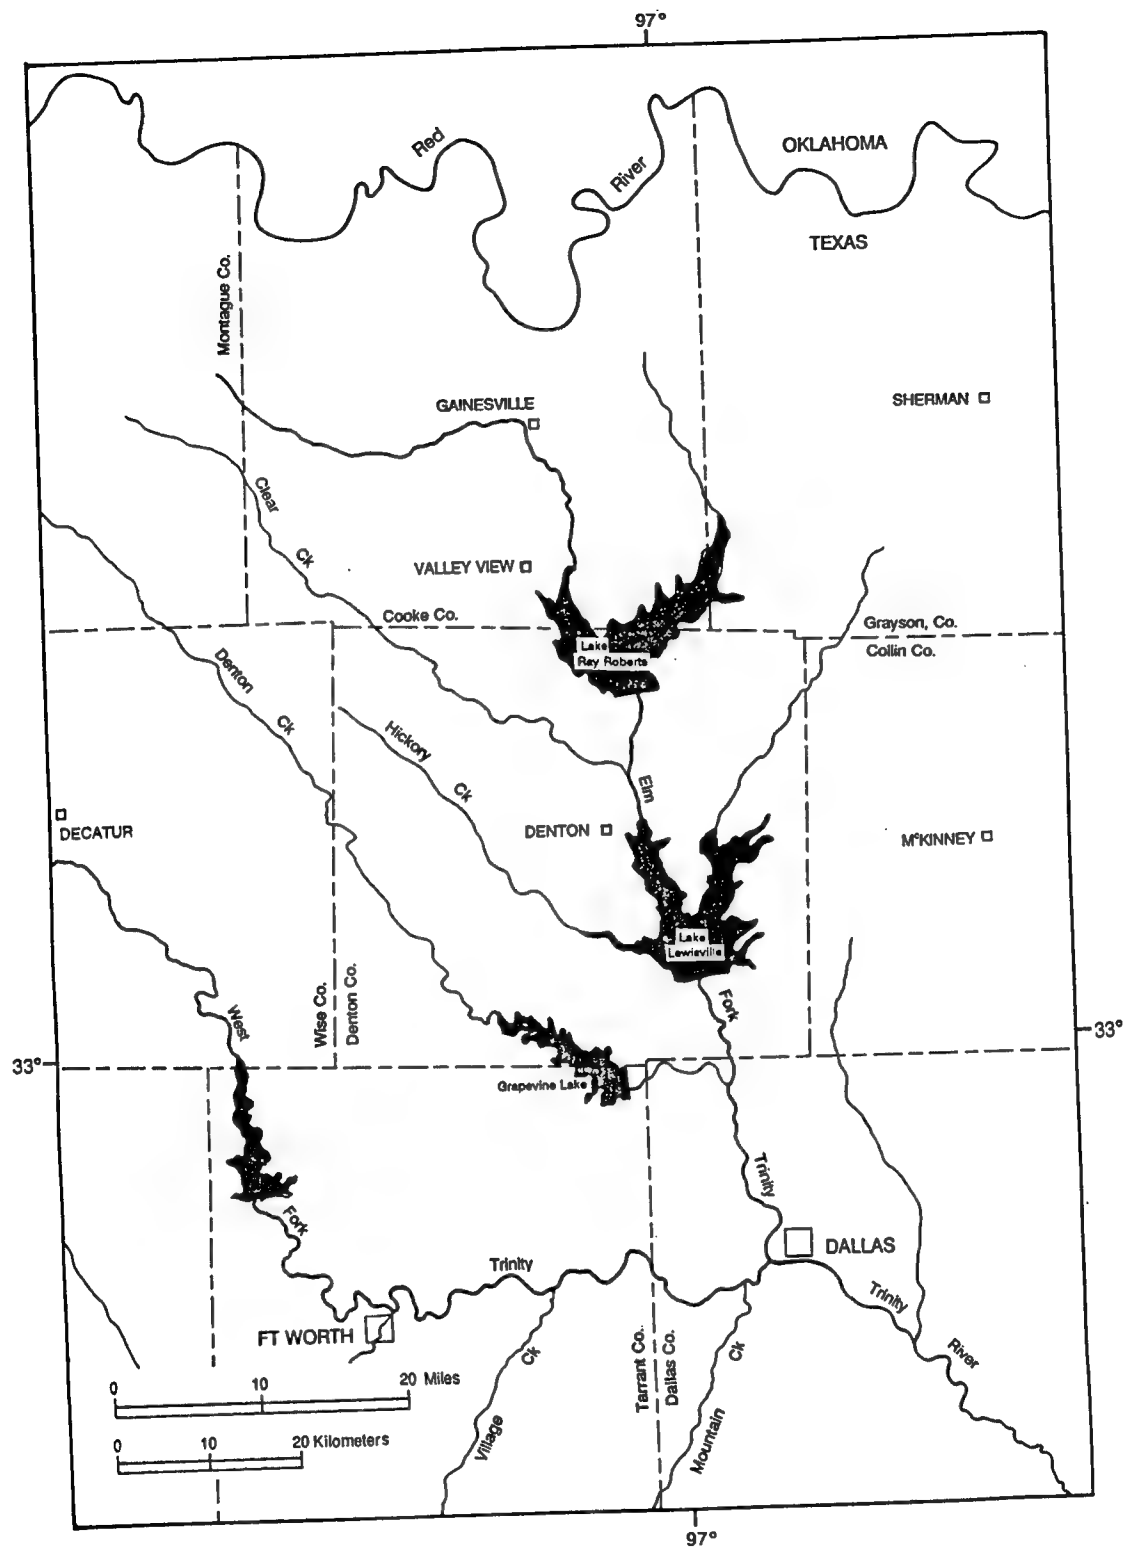 97°
Red
River
OKLAHOMA
TEXAS
Montague Co.
GAINESVILLE
SHERMAN
Clear
Ck
VALLEY VIEW
Cooke Co.
Grayson, Co.
Collin Co.
Lake
Ray Roberts
Denton
Ck
Hickory
Ck
Elm
DECATUR
DENTON
McKINNEY
Lake
Lewisville
Fork
West
Wise Co.
Denton Co.
33°
33°
Grapevine Lake
Trinity
Fork
DALLAS
Trinity
Trinity
FT WORTH
River
Tarrant Co.
Dallas Co.
Ck
Ck
Village
Mountain
0 10 20 Miles
0 10 20 Kilometers
97°